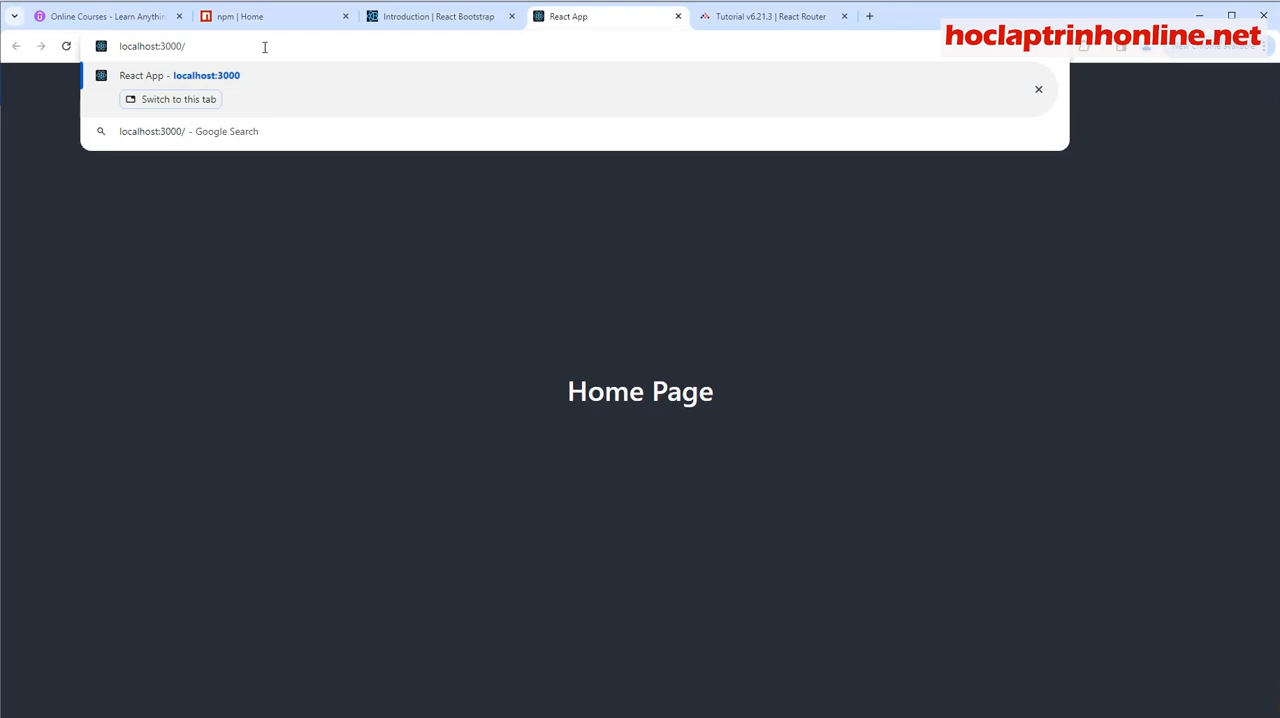 Online Courses - Learn Anythin
npm | Home
Introduction | React Bootstrap
React App
Tutorial v6.21.3 | React Router
localhost:3000/
hoclaptrinhonline.net
React App - localhost:3000
Switch to this tab
localhost:3000/ - Google Search
Home Page